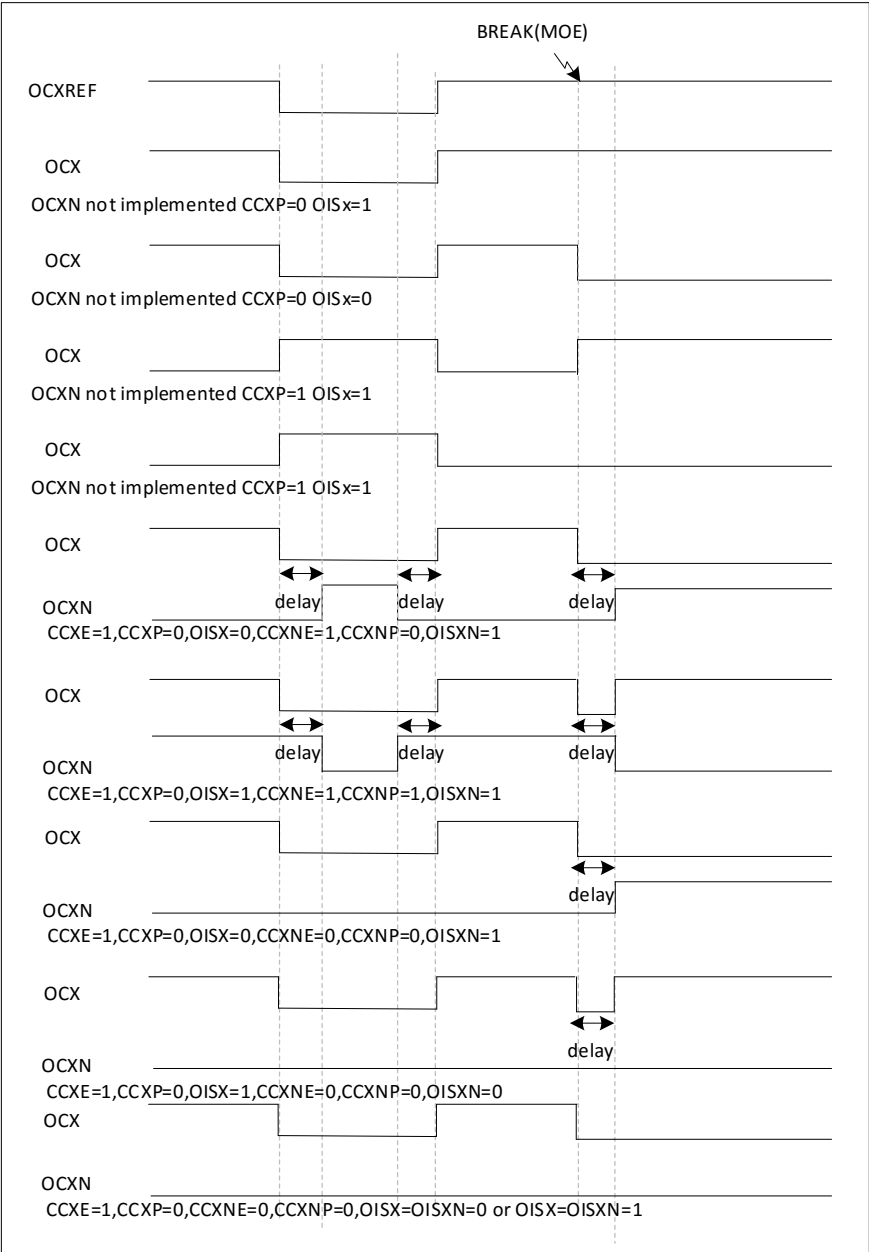 BREAK(MOE)
OCXREF
OCX
OCXN not implemented CCXP=0 OISx=1
OCX
OCXN not implemented CCXP=0 OISx=0
OCX
OCXN not implemented CCXP=1 OISx=1
OCX
OCXN not implemented CCXP=1 OISx=1
OCX
delay delay delay
OCXN
CCXE=1,CCXP=0,OISX=0,CCXNE=1,CCXNP=0,OISXN=1
OCX
delay delay delay
OCXN
CCXE=1,CCXP=0,OISX=1,CCXNE=1,CCXNP=1,OISXN=1
OCX
delay
OCXN
CCXE=1,CCXP=0,OISX=0,CCXNE=0,CCXNP=0,OISXN=1
OCX
delay
OCXN
CCXE=1,CCXP=0,OISX=1,CCXNE=0,CCXNP=0,OISXN=0
OCX
OCXN
CCXE=1,CCXP=0,CCXNE=0,CCXNP=0,OISX=OISXN=0 or OISX=OISXN=1